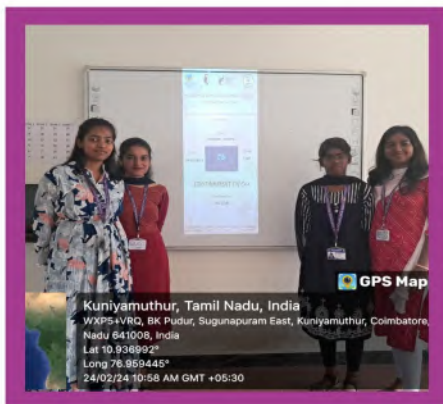 GPS Map
Kuniyamuthur, Tamil Nadu, India
WXP5+VRQ, BK Pudur, Sugunapuram East, Kuniyamuthur, Coimbatore,
Nadu 641008, India
Lat 10.936992°
Long 76.959445°
24/02/24 10:58 AM GMT +05:30